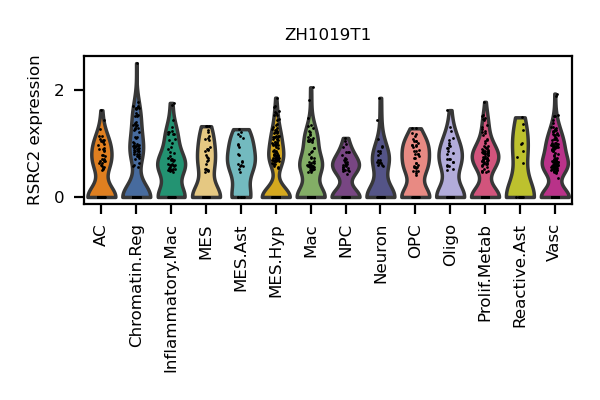 ZH1019T1
RSRC2 expression
2
0
AC
Chromatin.Reg
Inflammatory.Mac
MES
MES.Ast
MES.Hyp
Mac
NPC
Neuron
OPC
Oligo
Prolif.Metab
Reactive.Ast
Vasc